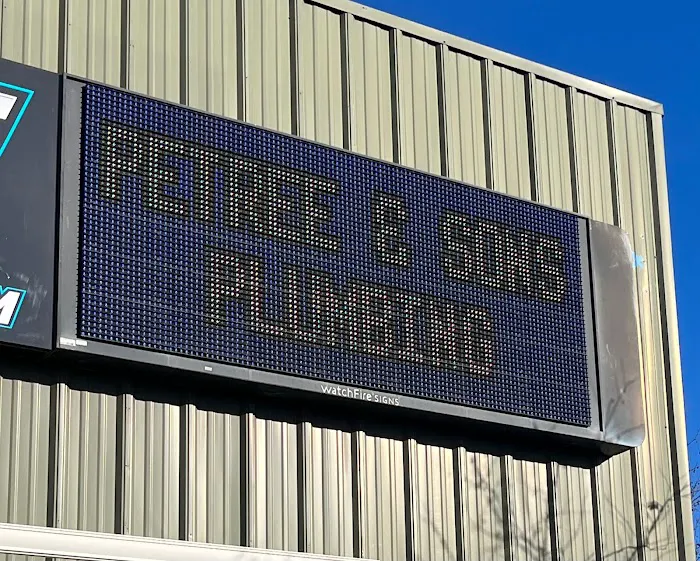 PETREE & SONS
PLUMBING
watchFire SIGNS
M